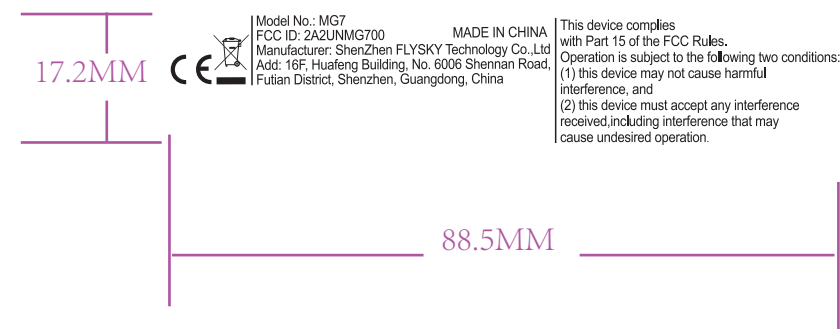 17.2MM
CE
Model No.: MG7
FCC ID: 2A2UNMG700 MADE IN CHINA
Manufacturer: ShenZhen FLYSKY Technology Co.,Ltd
Add: 16F, Huafeng Building, No. 6006 Shennan Road,
Futian District, Shenzhen, Guangdong, China
This device complies
with Part 15 of the FCC Rules.
Operation is subject to the following two conditions:
(1) this device may not cause harmful
interference, and
(2) this device must accept any interference
received,including interference that may
cause undesired operation.
88.5MM